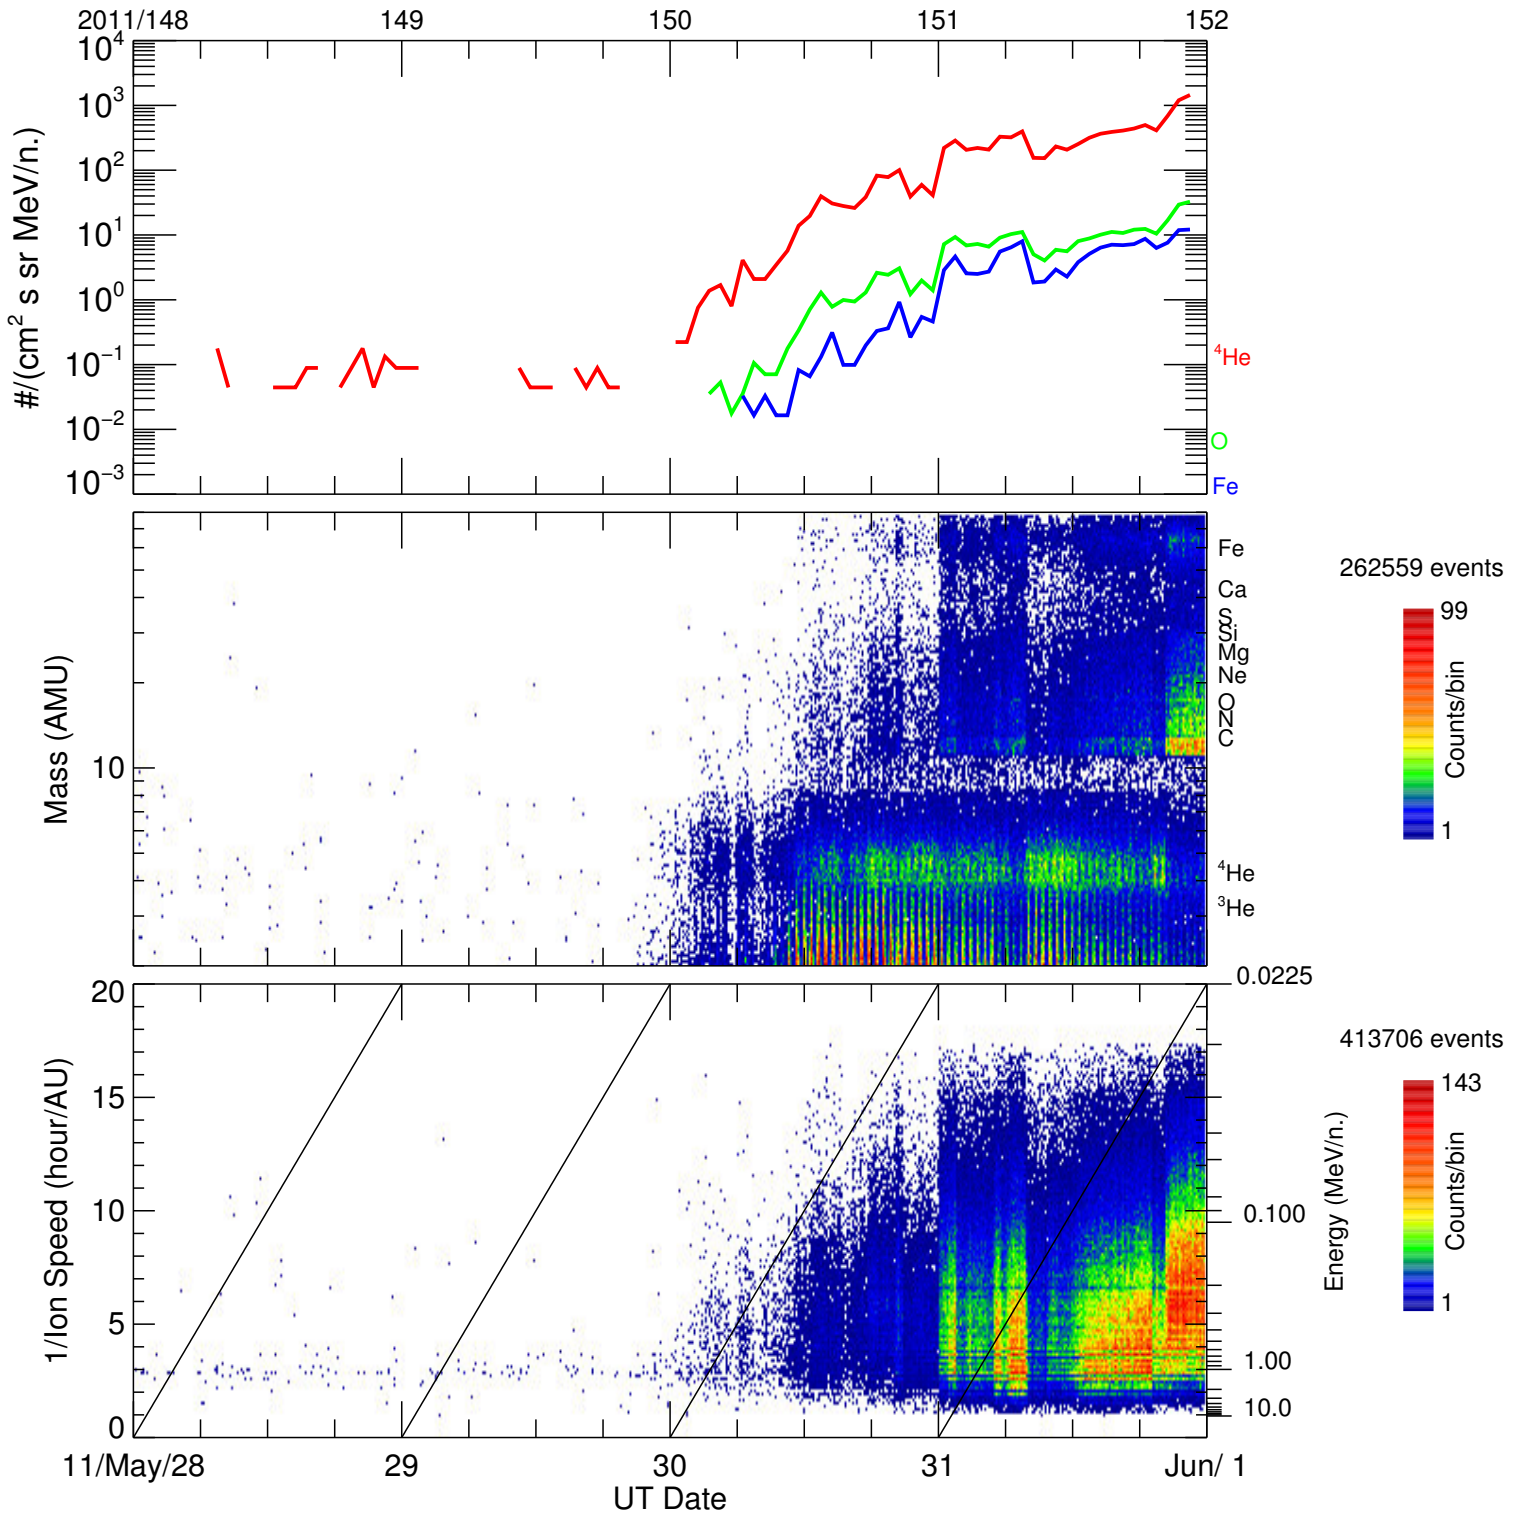 2011/148 149 150 151 152
10^4
10^3
10^2
10^1
10^0
10^−1
10^−2
10^−3
#/(cm^2 s sr MeV/n.)
^4He
O
Fe
Mass (AMU)
10
Fe
Ca
S
Si
Mg
Ne
O
N
C
^4He
^3He
262559 events
99
Counts/bin
1
1/Ion Speed (hour/AU)
20
15
10
5
0
0.0225
0.100
1.00
10.0
Energy (MeV/n.)
413706 events
143
Counts/bin
1
11/May/28 29 30 31 Jun/ 1
UT Date